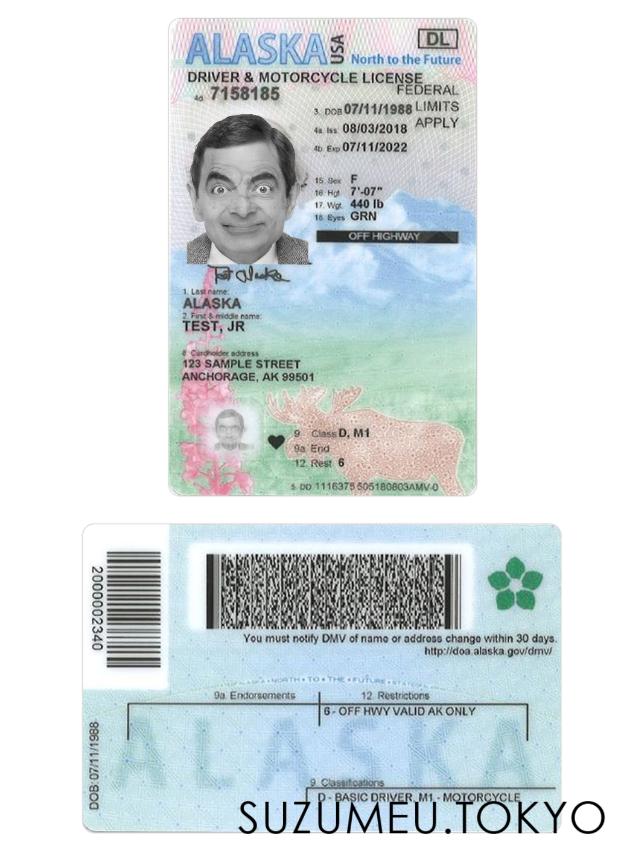 ALASKA USA
DL
North to the Future
DRIVER & MOTORCYCLE LICENSE
4d 7158185
FEDERAL
LIMITS
APPLY
3. DOB 07/11/1988
4a. Iss 08/03/2018
4b. Exp 07/11/2022
15. Sex F
16. Hgt 7'-07"
17. Wgt. 440 lb
18. Eyes GRN
OFF HIGHWAY
Test Alaska
1. Last name:
ALASKA
2. First & middle name:
TEST, JR
8. Cardholder address
123 SAMPLE STREET
ANCHORAGE, AK 99501
9. Class D, M1
9a. End
12. Rest 6
5. DD 1116375 505180803AMV-0
2000002340
You must notify DMV of name or address change within 30 days.
http://doa.alaska.gov/dmv/
ALASKA • NORTH • TO • THE • FUTURE
9a. Endorsements
12. Restrictions
6 - OFF HWY VALID AK ONLY
ALASKA
DOB: 07/11/1988
9. Classifications
D - BASIC DRIVER, M1 - MOTORCYCLE
SUZUMEU.TOKYO